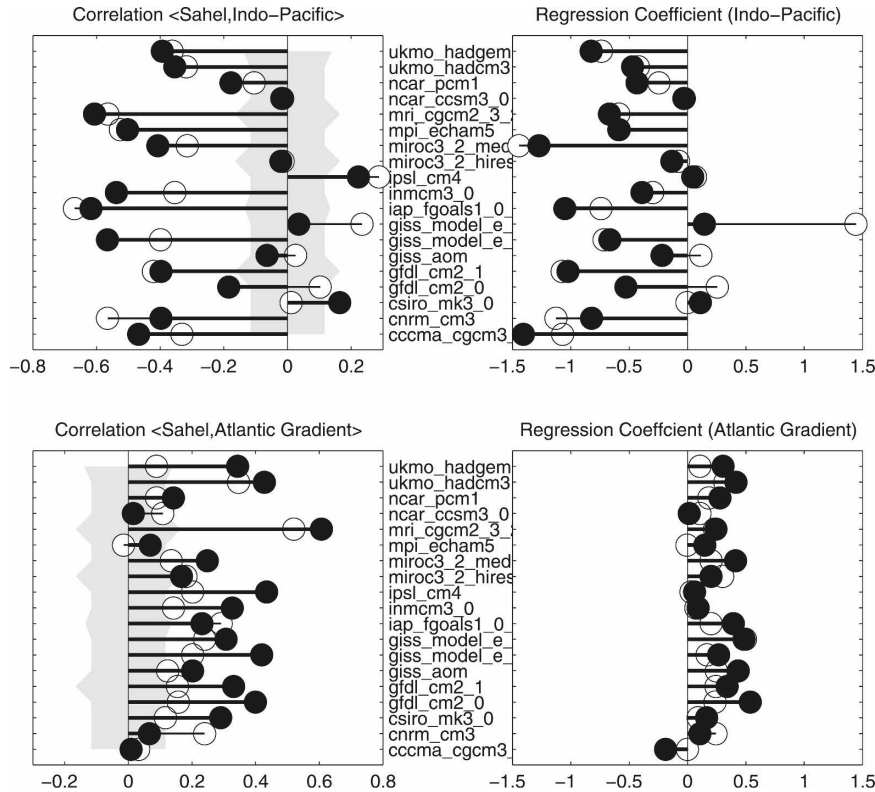 Correlation <Sahel,Indo−Pacific>
Regression Coefficient (Indo−Pacific)
ukmo_hadgem
ukmo_hadcm3
ncar_pcm1
ncar_ccsm3_0
mri_cgcm2_3_
mpi_echam5
miroc3_2_med
miroc3_2_hires
ipsl_cm4
inmcm3_0
iap_fgoals1_0_
giss_model_e_
giss_model_e_
giss_aom
gfdl_cm2_1
gfdl_cm2_0
csiro_mk3_0
cnrm_cm3
cccma_cgcm3_
−0.8 −0.6 −0.4 −0.2 0 0.2
−1.5 −1 −0.5 0 0.5 1 1.5
Correlation <Sahel,Atlantic Gradient>
Regression Coeffcient (Atlantic Gradient)
ukmo_hadgem
ukmo_hadcm3
ncar_pcm1
ncar_ccsm3_0
mri_cgcm2_3_
mpi_echam5
miroc3_2_med
miroc3_2_hires
ipsl_cm4
inmcm3_0
iap_fgoals1_0_
giss_model_e_
giss_model_e_
giss_aom
gfdl_cm2_1
gfdl_cm2_0
csiro_mk3_0
cnrm_cm3
cccma_cgcm3_
−0.2 0 0.2 0.4 0.6 0.8
−1.5 −1 −0.5 0 0.5 1 1.5